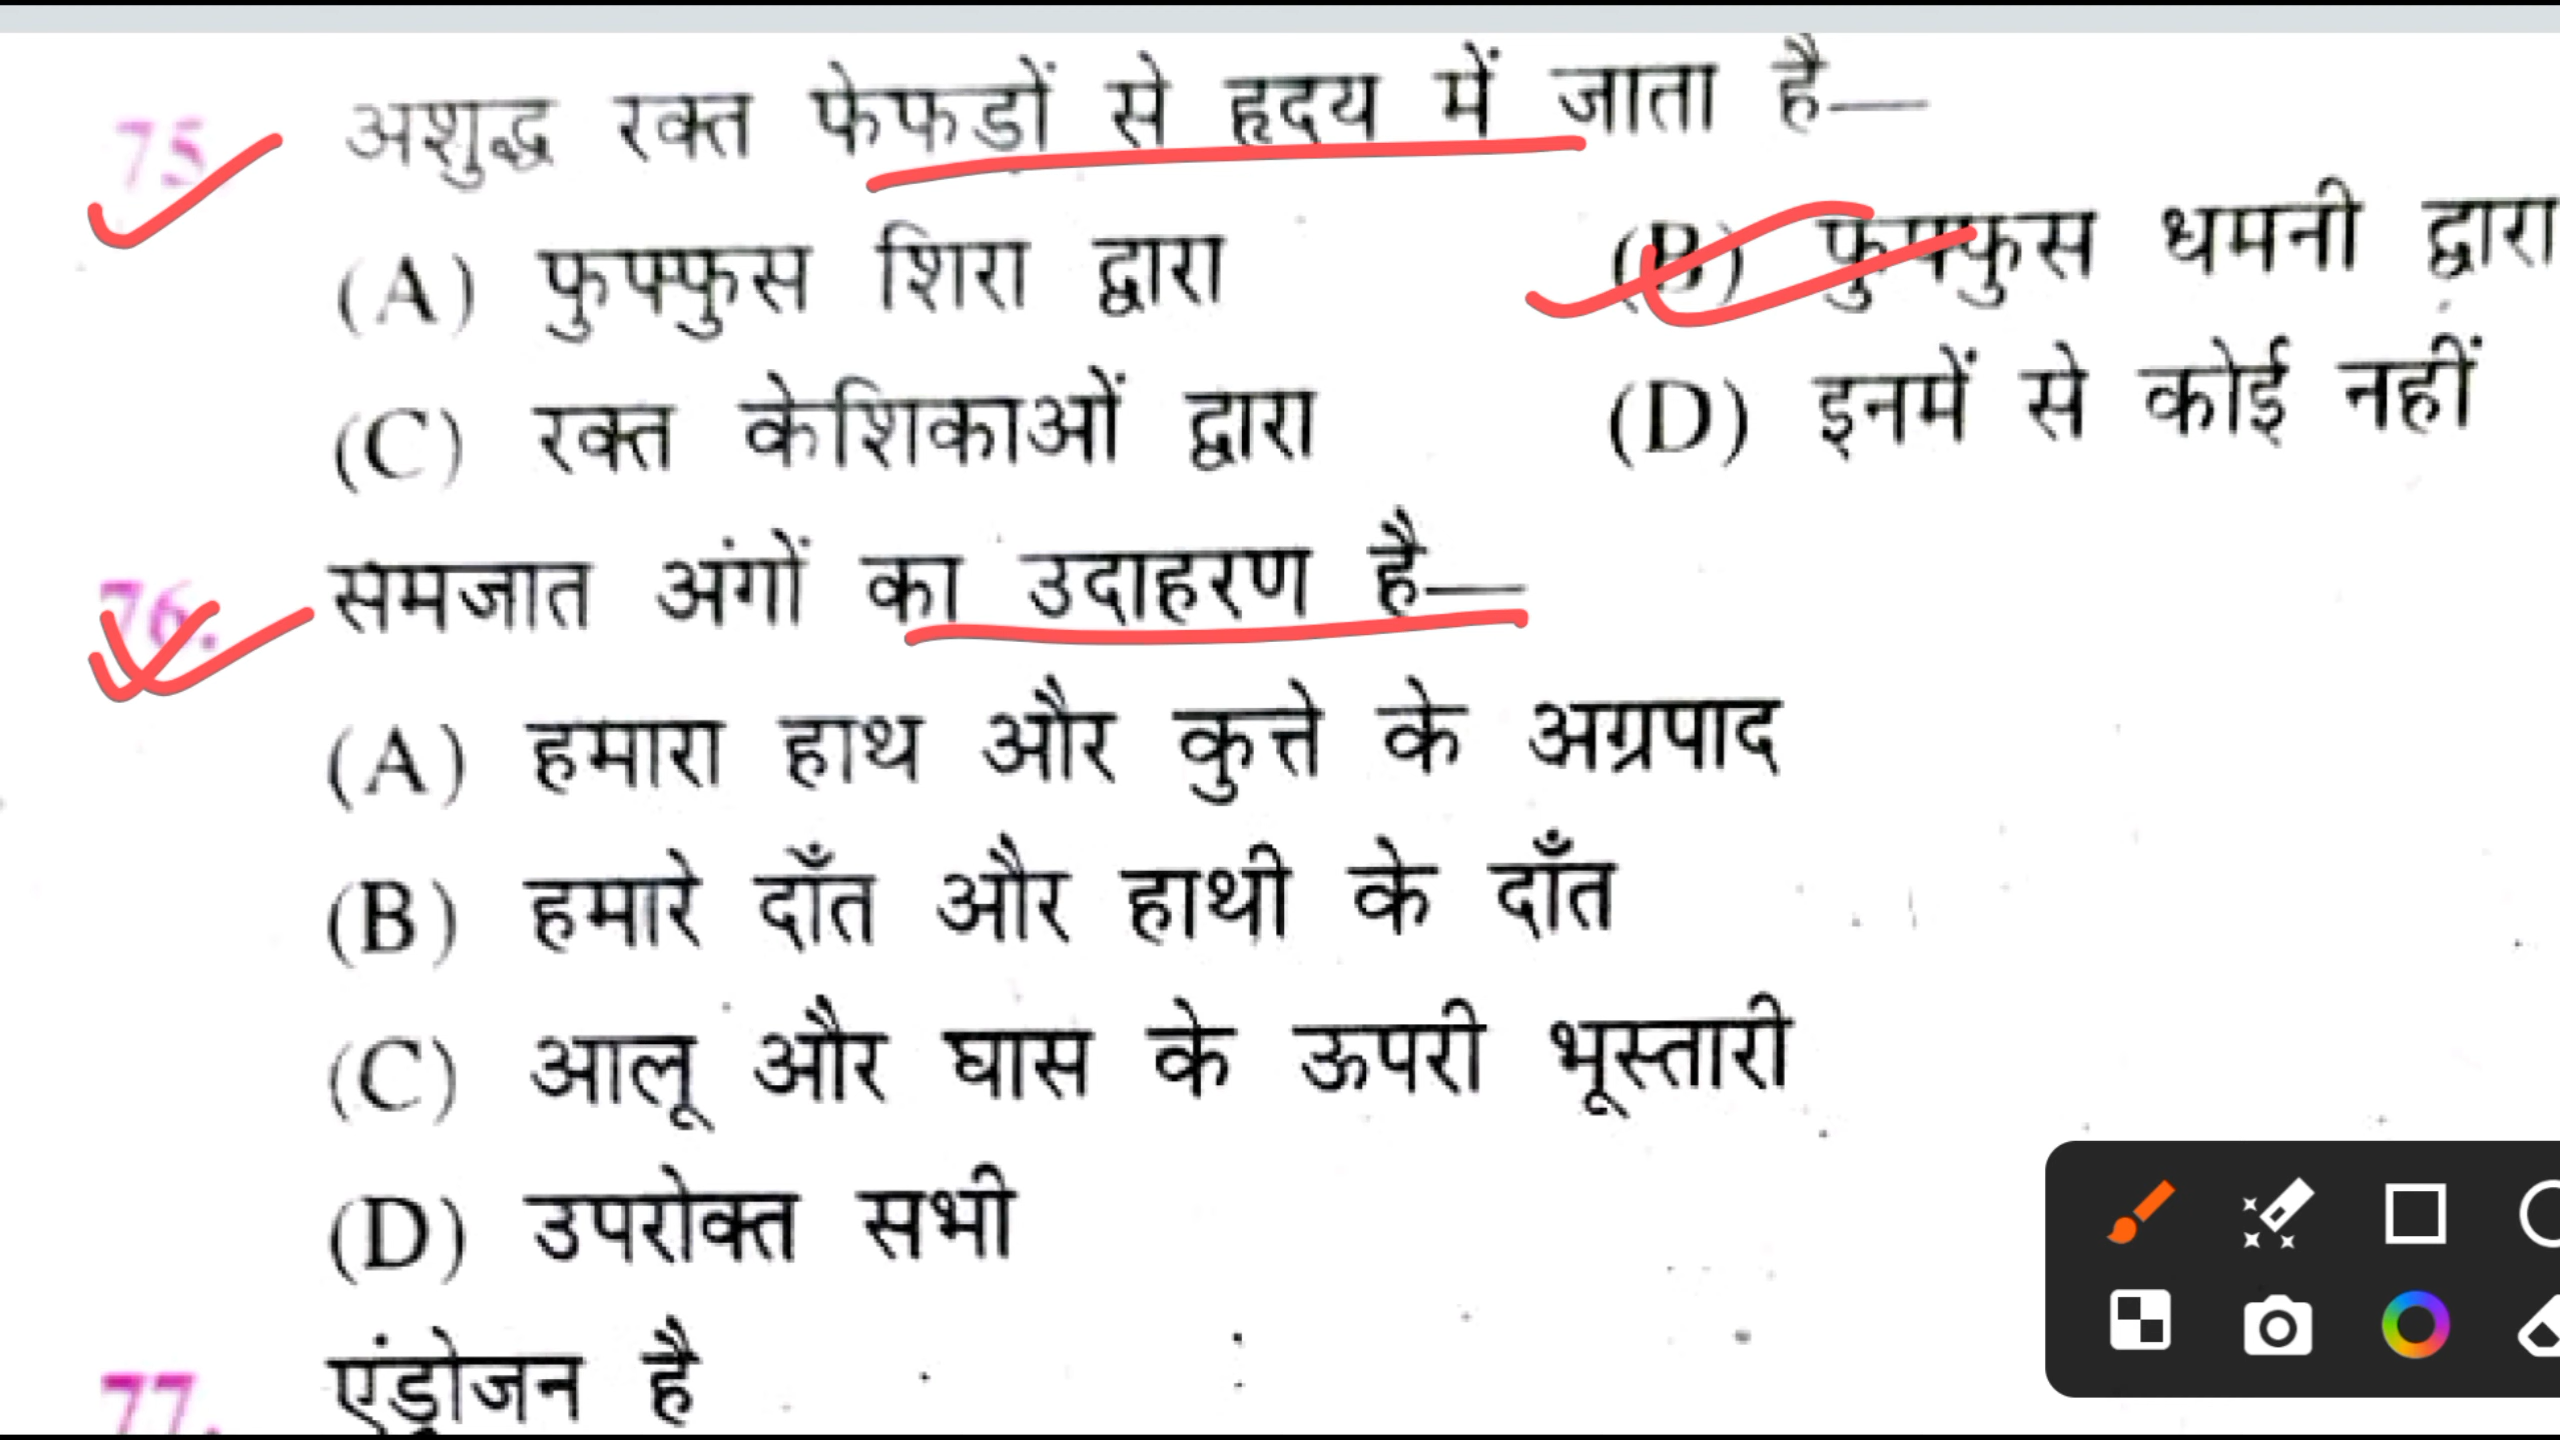 75. अशुद्ध रक्त फेफड़ों से हृदय में जाता है—
(A) फुफ्फुस शिरा द्वारा (B) फुफ्फुस धमनी द्वारा
(C) रक्त केशिकाओं द्वारा (D) इनमें से कोई नहीं
76. समजात अंगों का उदाहरण है—
(A) हमारा हाथ और कुत्ते के अग्रपाद
(B) हमारे दाँत और हाथी के दाँत
(C) आलू और घास के ऊपरी भूस्तारी
(D) उपरोक्त सभी
77. एंड्रोजन है